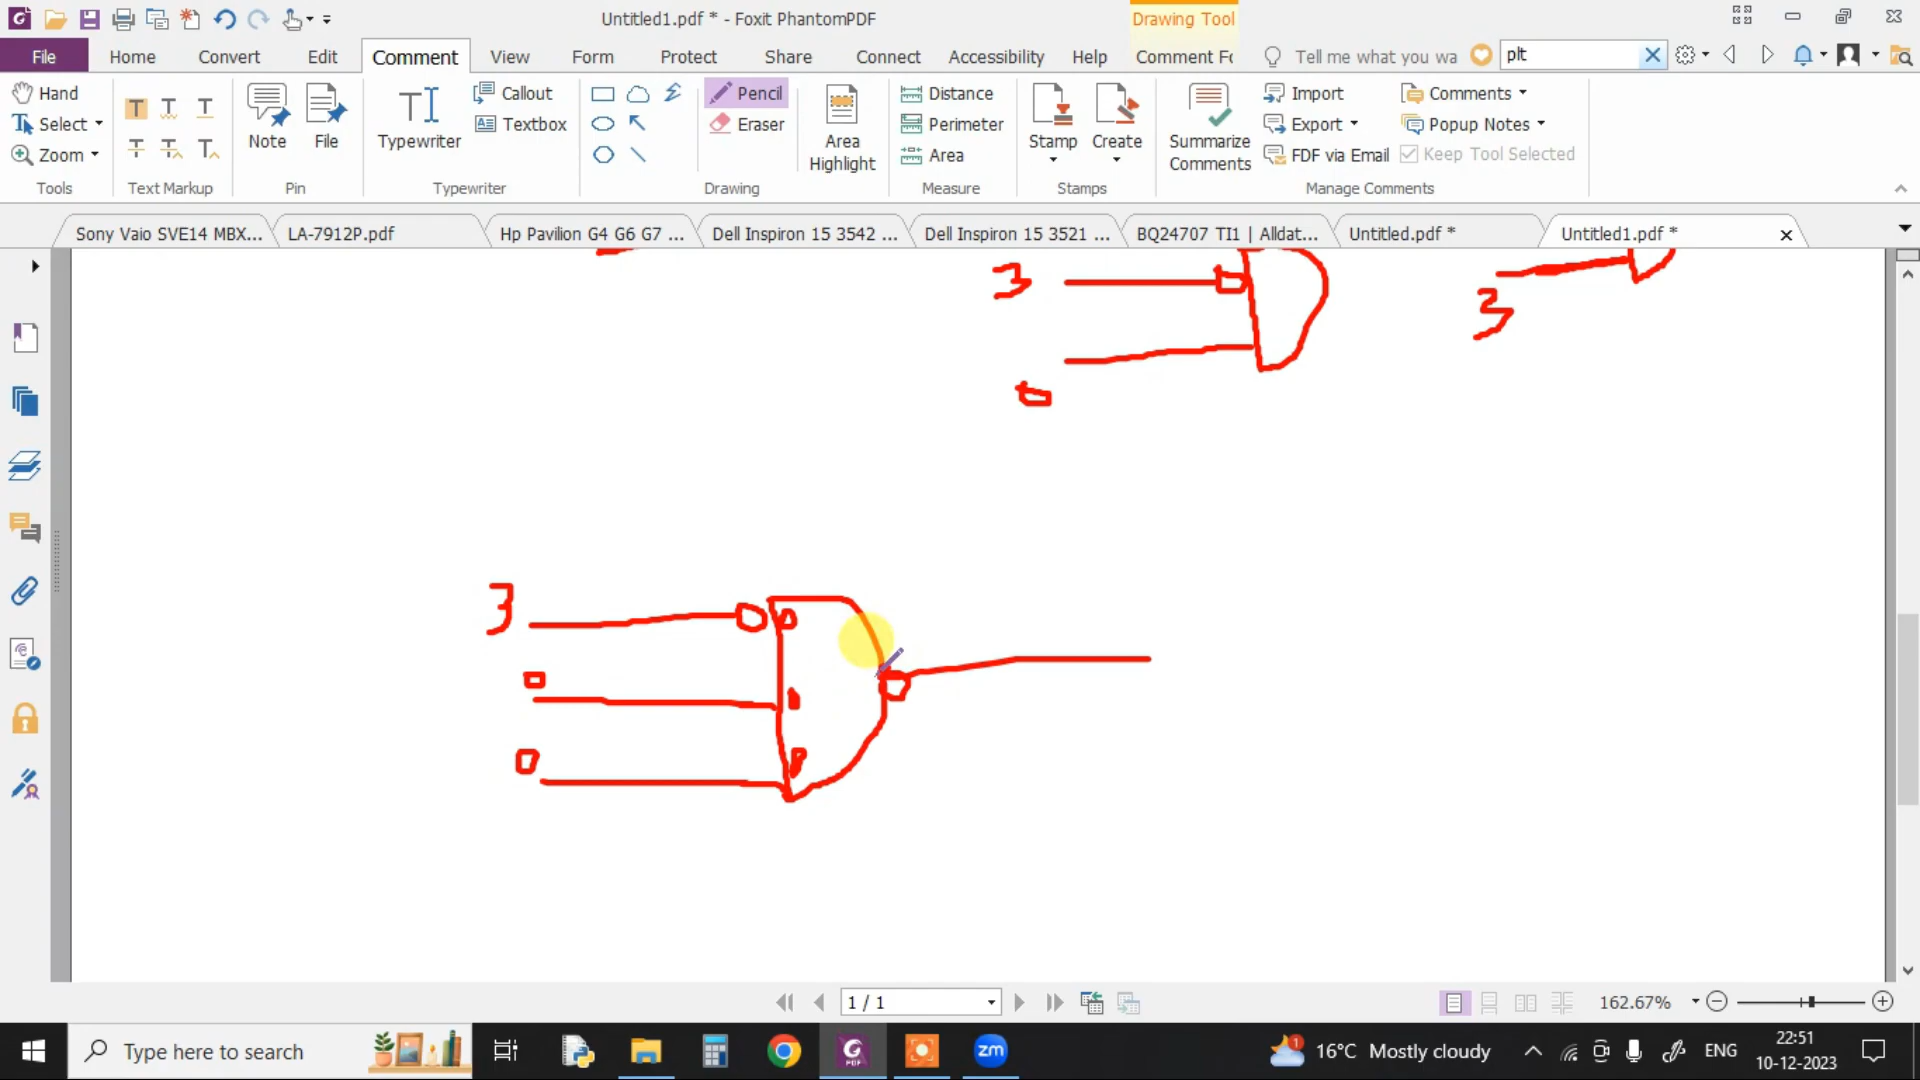 Untitled1.pdf * - Foxit PhantomPDF
Drawing Tool
File Home Convert Edit Comment View Form Protect Share Connect Accessibility Help Comment Fo Tell me what you wa plt
Hand
Select
Zoom
Tools
Text Markup
Note
File
Pin
Typewriter
Callout
Textbox
Typewriter
Pencil
Eraser
Drawing
Area
Highlight
Distance
Perimeter
Area
Measure
Stamp
Create
Stamps
Summarize
Comments
Import
Export
FDF via Email
Comments
Popup Notes
Keep Tool Selected
Manage Comments
Sony Vaio SVE14 MBX... LA-7912P.pdf Hp Pavilion G4 G6 G7 ... Dell Inspiron 15 3542 ... Dell Inspiron 15 3521 ... BQ24707 TI1 | Alldat... Untitled.pdf * Untitled1.pdf *
3
3
0
3
0
0
0
1 / 1
162.67%
Type here to search
zm
1
16°C Mostly cloudy
ENG
22:51
10-12-2023